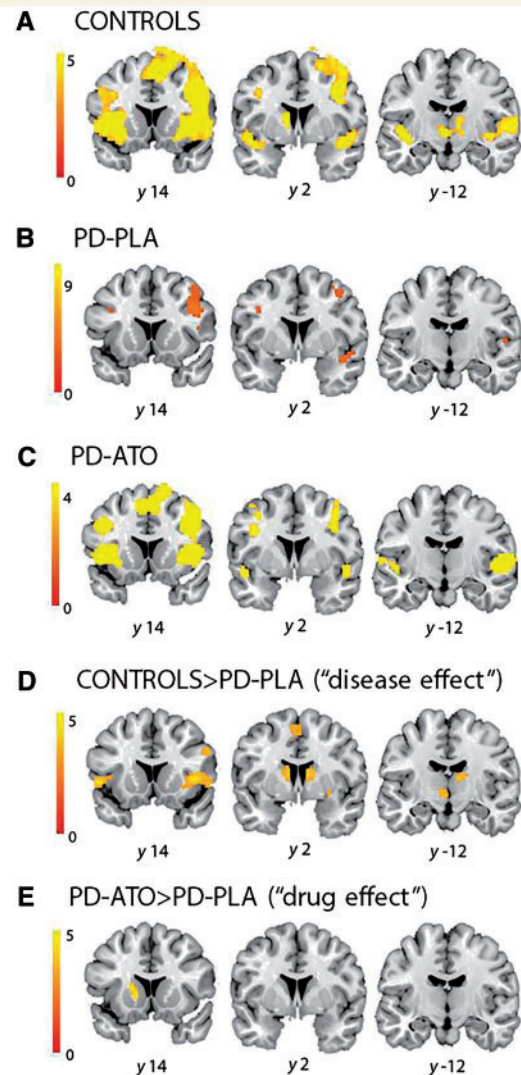 A CONTROLS
5
0
y 14
y 2
y -12
B PD-PLA
9
0
y 14
y 2
y -12
C PD-ATO
4
0
y 14
y 2
y -12
D CONTROLS>PD-PLA ("disease effect")
5
0
y 14
y 2
y -12
E PD-ATO>PD-PLA ("drug effect")
5
0
y 14
y 2
y -12